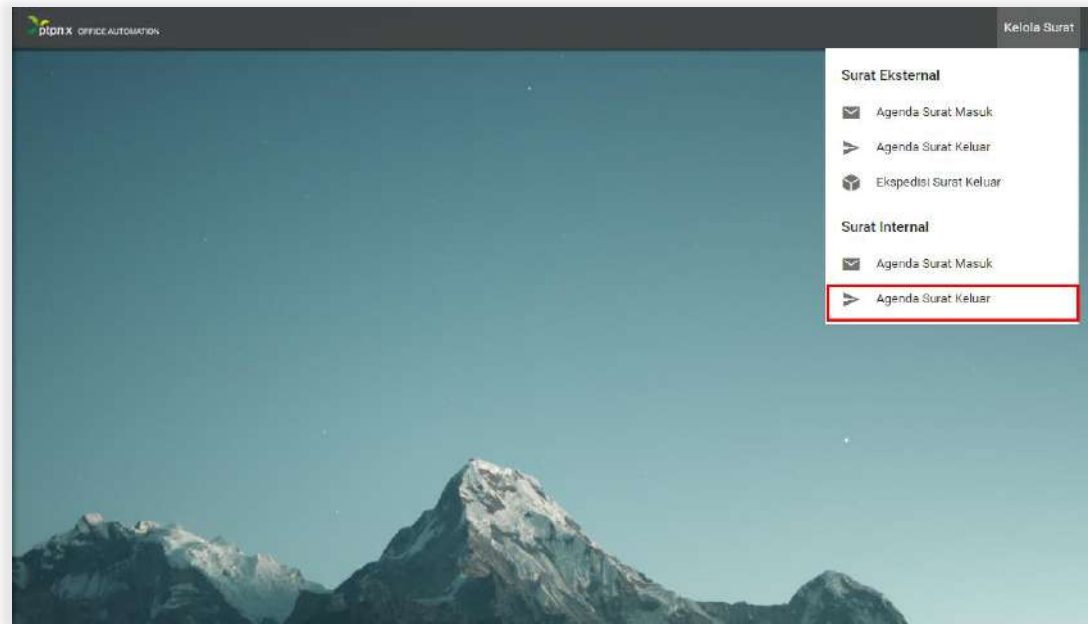 ptpn x OFFICE AUTOMATION
Kelola Surat
Surat Eksternal
Agenda Surat Masuk
Agenda Surat Keluar
Ekspedisi Surat Keluar
Surat Internal
Agenda Surat Masuk
Agenda Surat Keluar